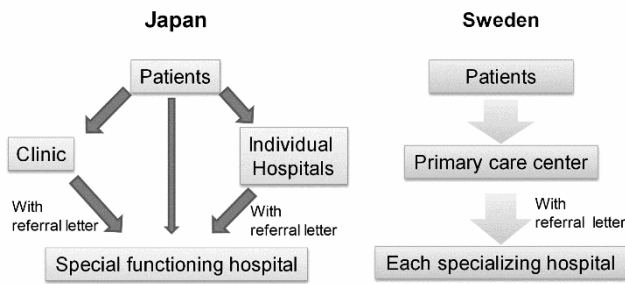 Japan
Patients
Clinic
Individual
Hospitals
With
referral letter
With
referral letter
Special functioning hospital
Sweden
Patients
Primary care center
With
referral letter
Each specializing hospital